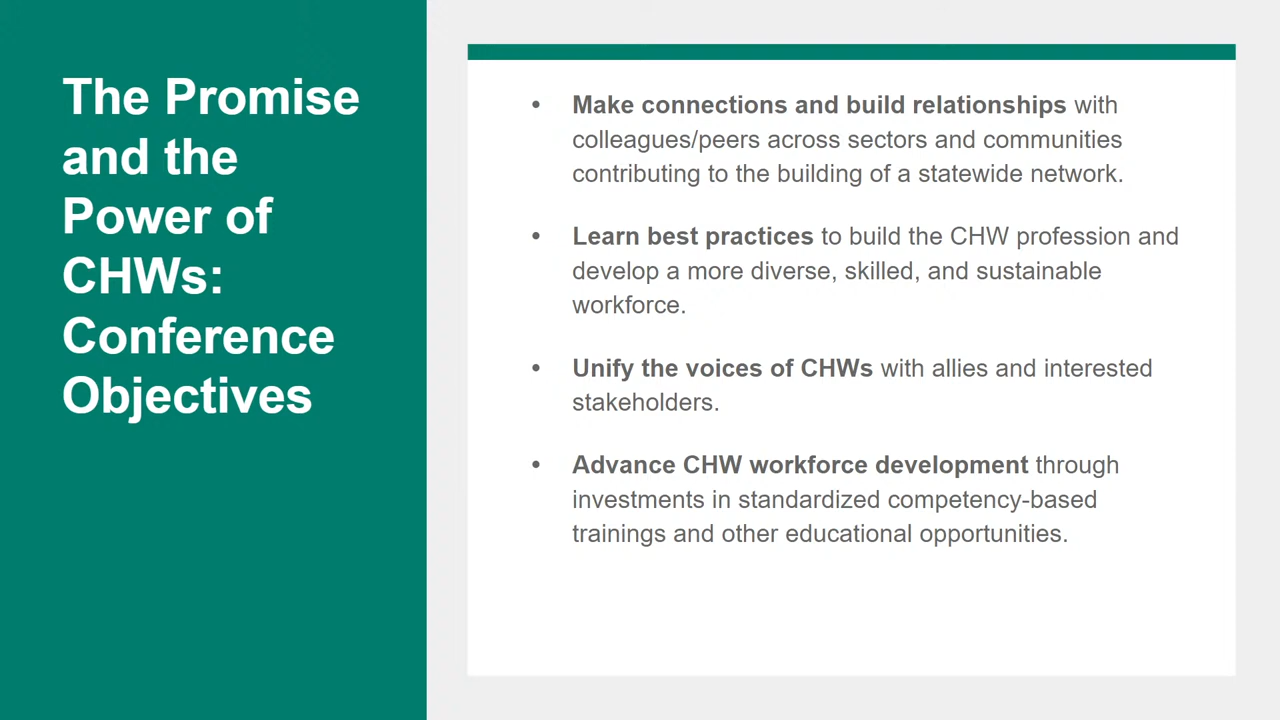 The Promise
and the
Power of
CHWs:
Conference
Objectives
• Make connections and build relationships with
colleagues/peers across sectors and communities
contributing to the building of a statewide network.
• Learn best practices to build the CHW profession and
develop a more diverse, skilled, and sustainable
workforce.
• Unify the voices of CHWs with allies and interested
stakeholders.
• Advance CHW workforce development through
investments in standardized competency-based
trainings and other educational opportunities.